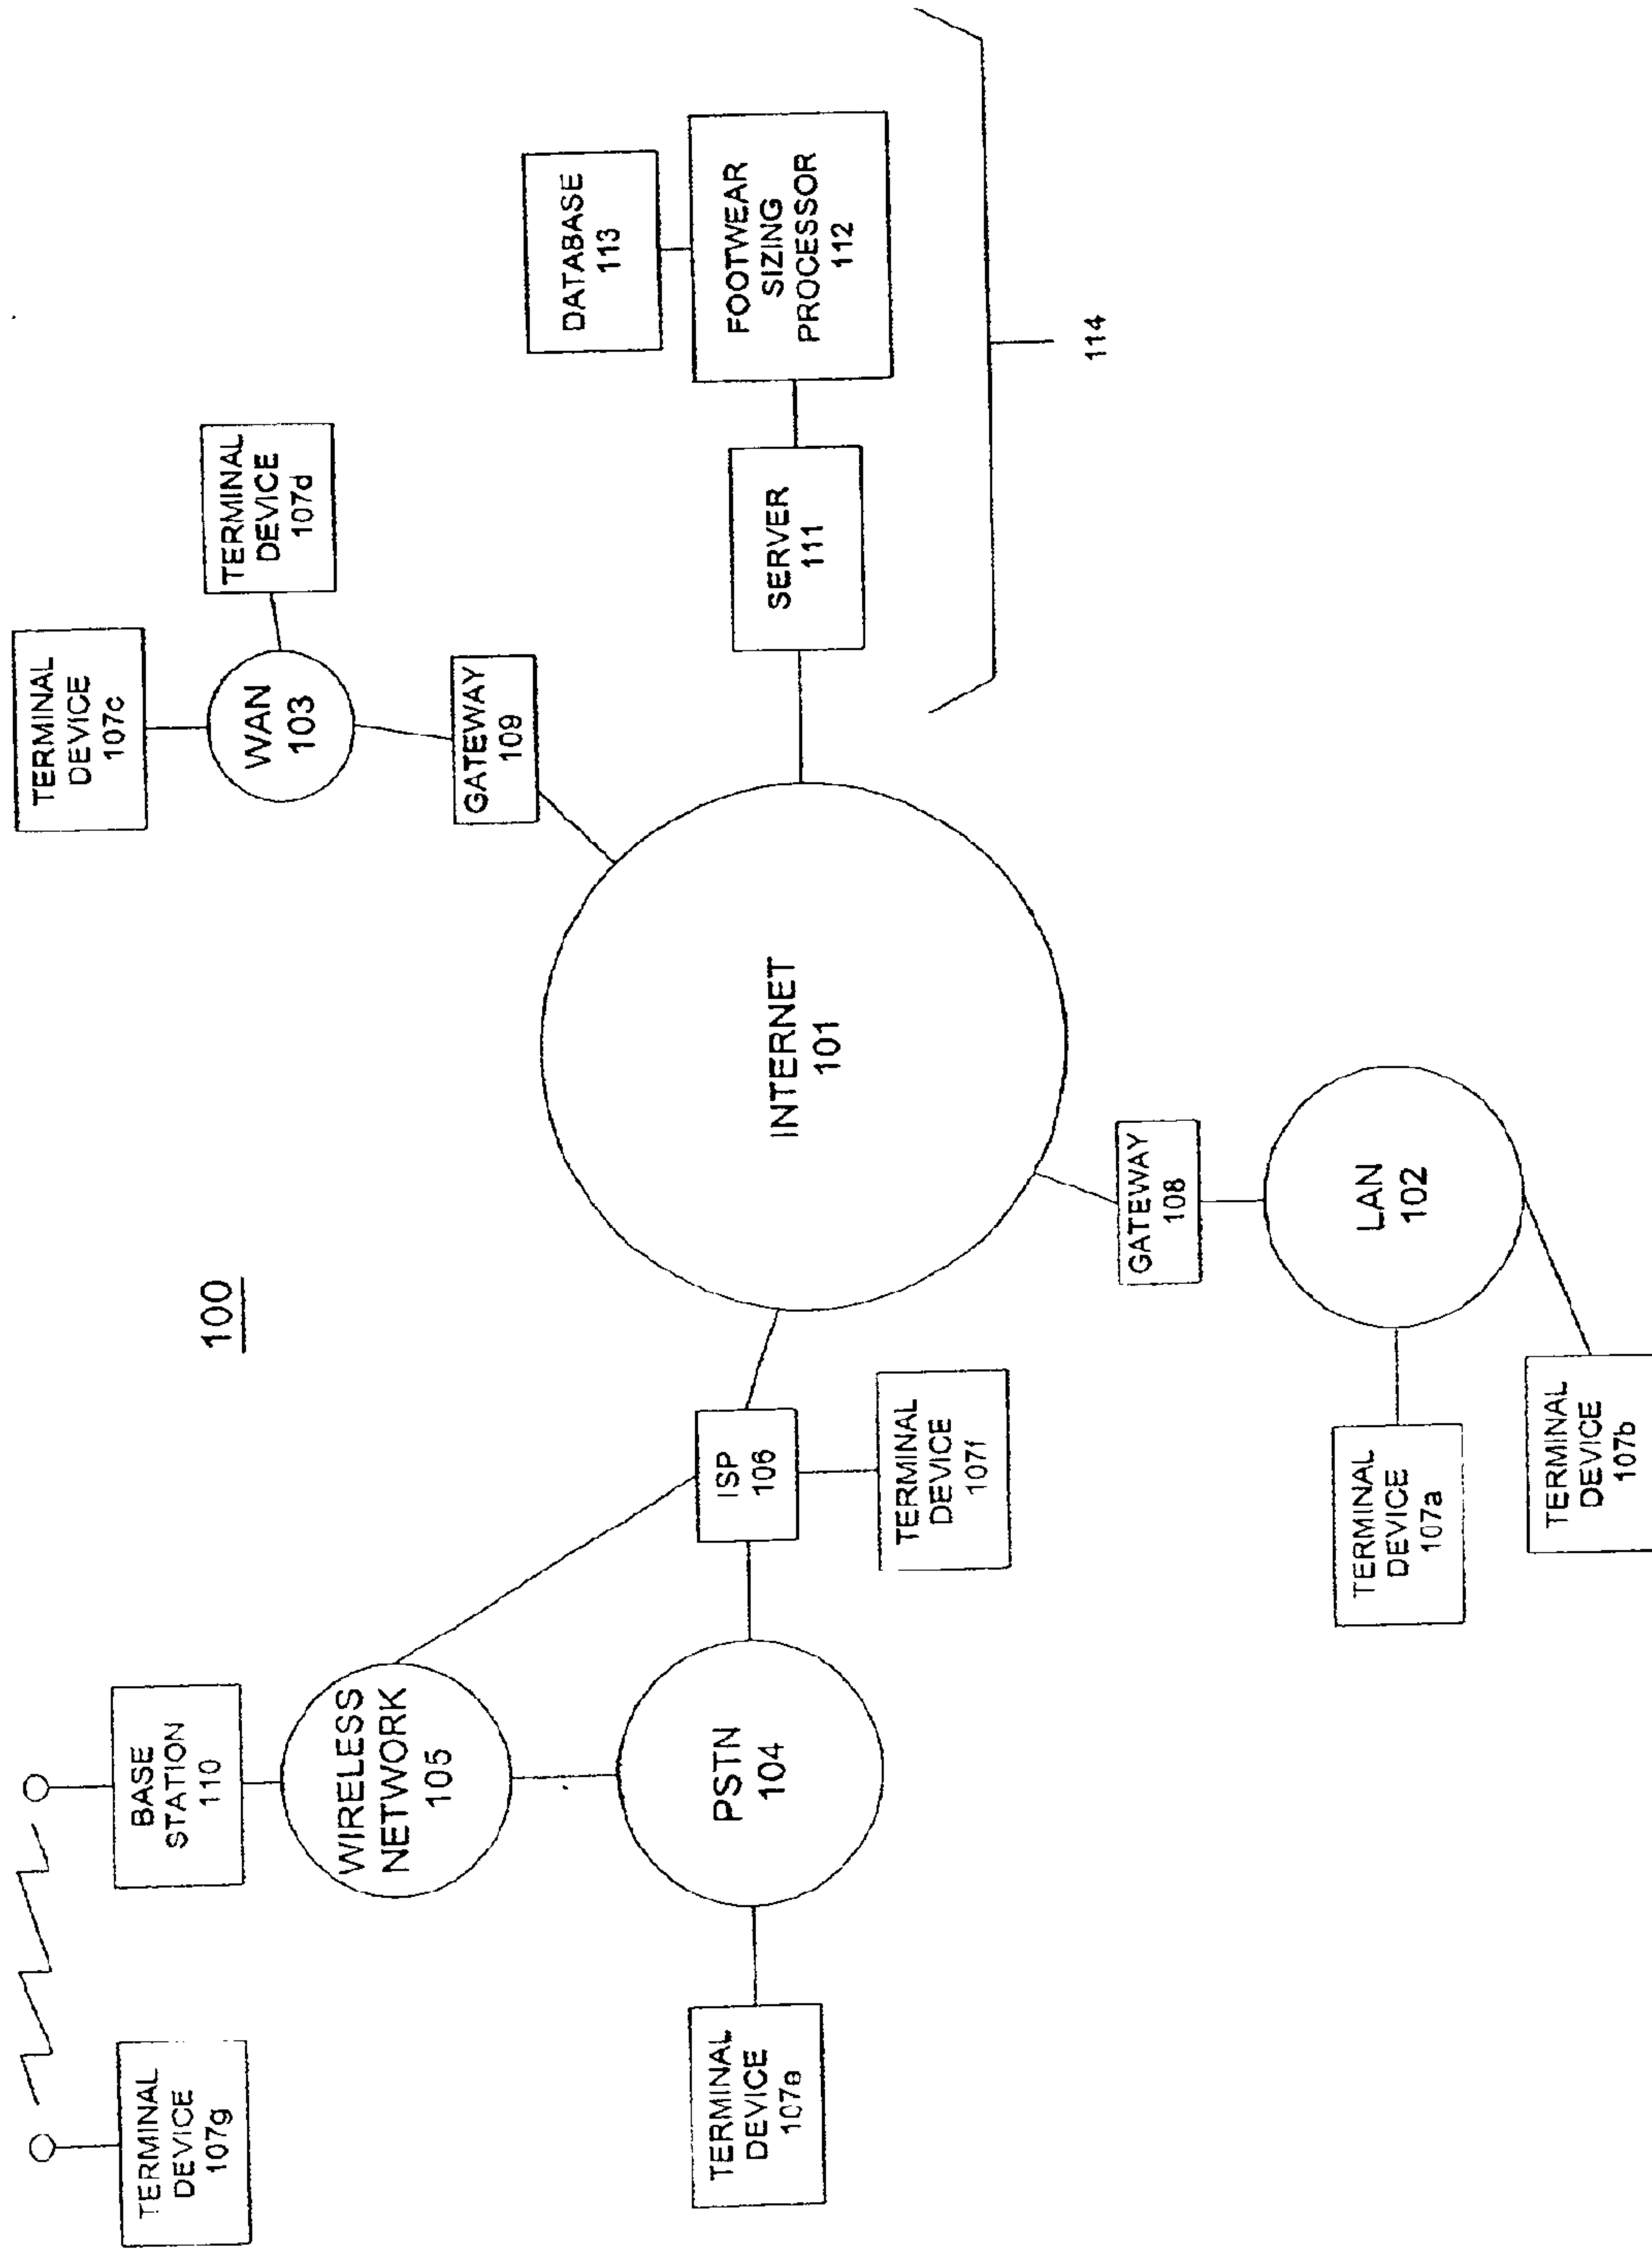 100
TERMINAL
DEVICE
107g
BASE
STATION
110
WIRELESS
NETWORK
105
PSTN
104
TERMINAL
DEVICE
107e
ISP
106
TERMINAL
DEVICE
107f
INTERNET
101
TERMINAL
DEVICE
107c
TERMINAL
DEVICE
107d
WAN
103
GATEWAY
109
DATABASE
113
FOOTWEAR
SIZING
PROCESSOR
112
SERVER
111
114
GATEWAY
108
LAN
102
TERMINAL
DEVICE
107a
TERMINAL
DEVICE
107b